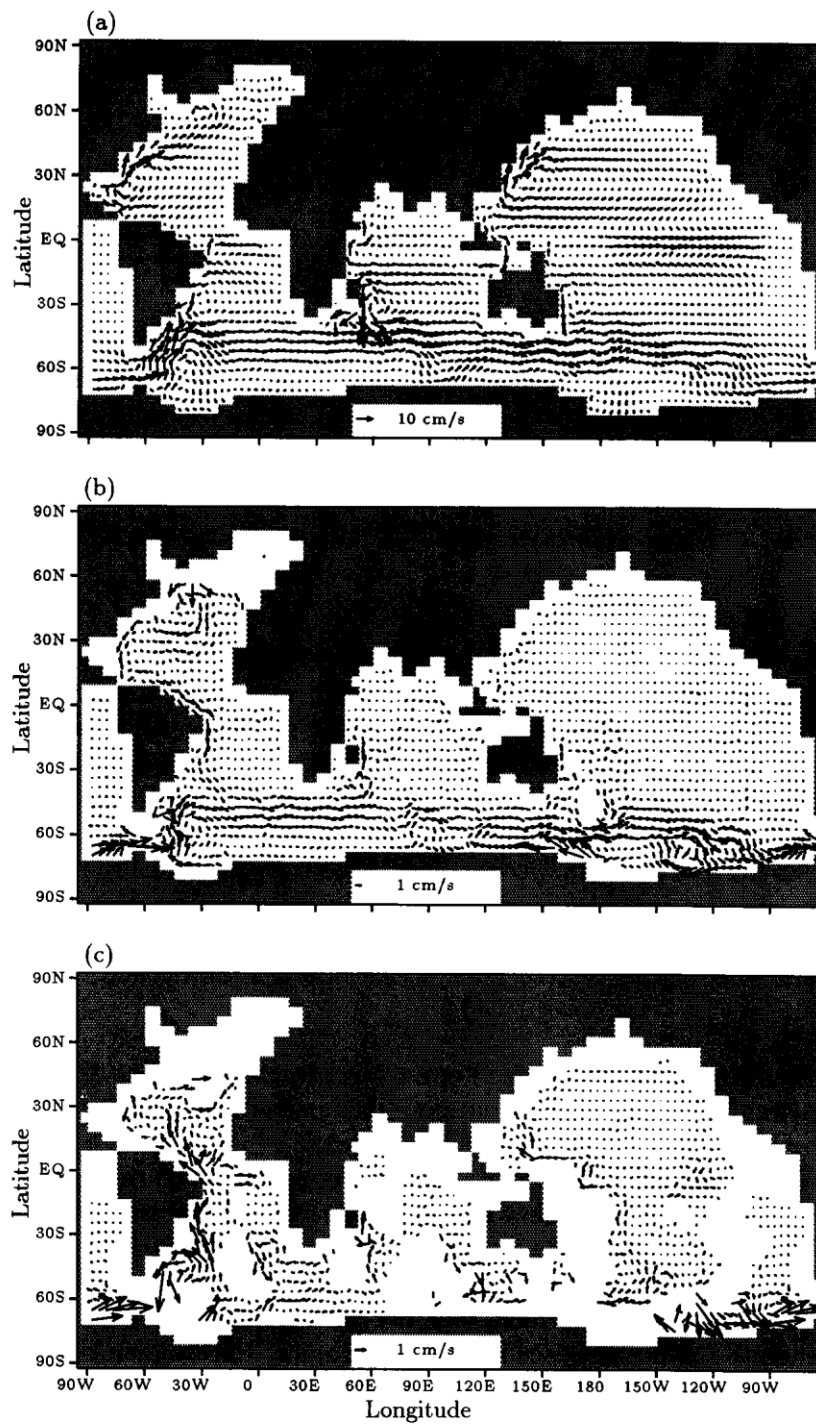 (a)
90N
60N
30N
EQ
30S
60S
90S
Latitude
10 cm/s
(b)
90N
60N
30N
EQ
30S
60S
90S
Latitude
1 cm/s
(c)
90N
60N
30N
EQ
30S
60S
90S
Latitude
1 cm/s
90W 60W 30W 0 30E 60E 90E 120E 150E 180 150W 120W 90W
Longitude